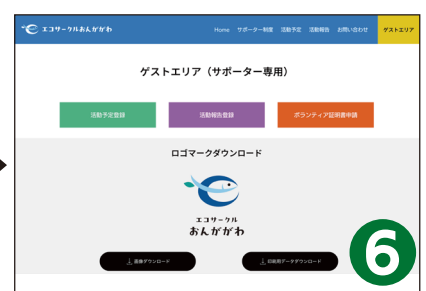 エコサークルおんががわ
Home サポーター制度 活動予定 活動報告 お問い合わせ ゲストエリア
ゲストエリア（サポーター専用）
活動予定登録 活動報告登録 ボランティア証明書申請
ロゴマークダウンロード
エコサークル
おんががわ
画像ダウンロード 印刷用データダウンロード
6